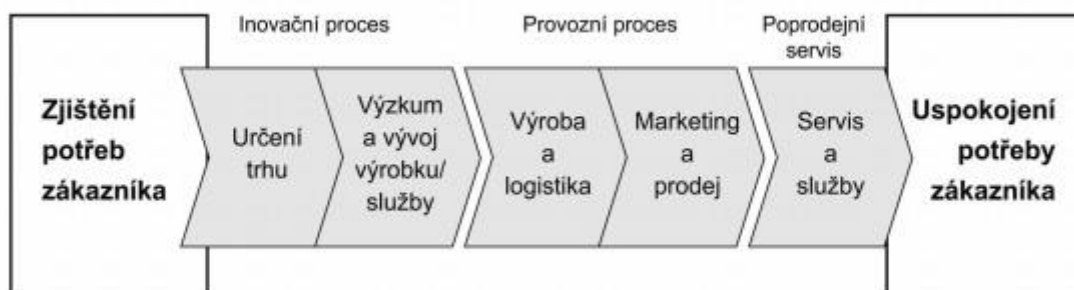 Inovační proces
Provozní proces
Poprodejní
servis
Zjištění
potřeb
zákazníka
Určení
trhu
Výzkum
a vývoj
výrobku/
služby
Výroba
a
logistika
Marketing
a
prodej
Servis
a
služby
Uspokojení
potřeby
zákazníka